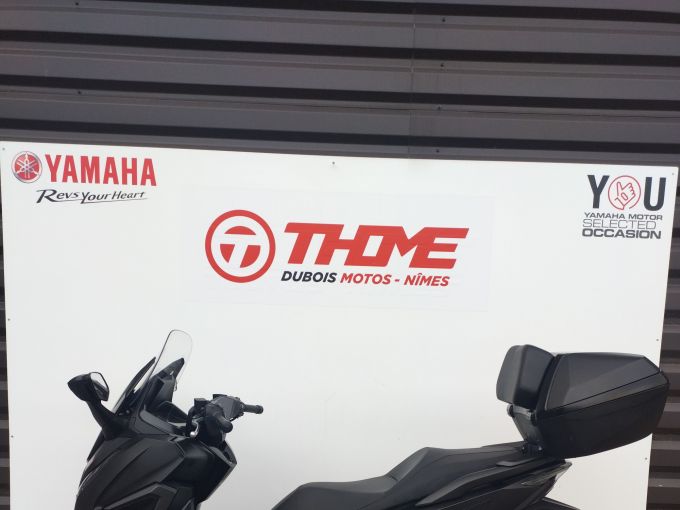 YAMAHA
Revs Your Heart
THOME
DUBOIS MOTOS - NÎMES
YOU
YAMAHA MOTOR
SELECTED
OCCASION